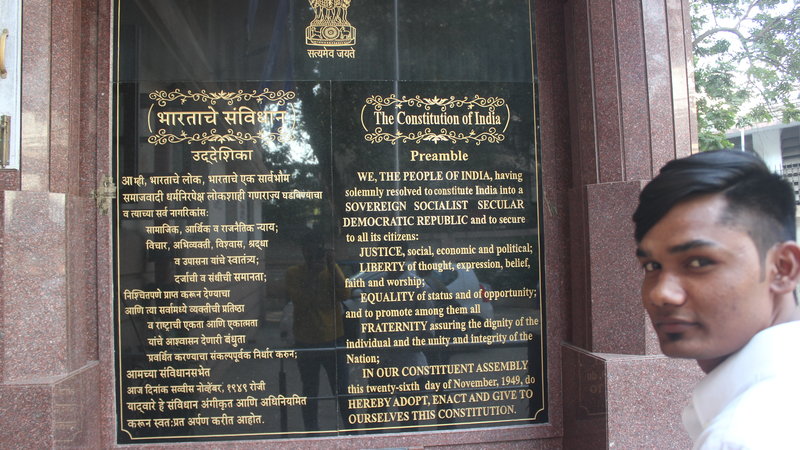 सत्यमेव जयते
भारताचे संविधान
उद्देशिका
आम्ही, भारताचे लोक, भारताचे एक सार्वभौम
समाजवादी धर्मनिरपेक्ष लोकशाही गणराज्य घडविण्याचा
व त्याच्या सर्व नागरिकांस:
सामाजिक, आर्थिक व राजनैतिक न्याय;
विचार, अभिव्यक्ती, विश्वास, श्रद्धा
व उपासना यांचे स्वातंत्र्य;
दर्जाची व संधीची समानता;
निश्चितपणे प्राप्त करून देण्याचा
आणि त्या सर्वांमध्ये व्यक्तीची प्रतिष्ठा
व राष्ट्राची एकता आणि एकात्मता
यांचे आश्वासन देणारी बंधुता
प्रवर्धित करण्याचा संकल्पपूर्वक निर्धार करून;
आमच्या संविधानसभेत
आज दिनांक सव्वीस नोव्हेंबर, १९४९ रोजी
याद्वारे हे संविधान अंगीकृत आणि अधिनियमित
करून स्वत:प्रत अर्पण करीत आहोत.
The Constitution of India
Preamble
WE, THE PEOPLE OF INDIA, having
solemnly resolved to constitute India into a
SOVEREIGN SOCIALIST SECULAR
DEMOCRATIC REPUBLIC and to secure
to all its citizens:
JUSTICE, social, economic and political;
LIBERTY of thought, expression, belief,
faith and worship;
EQUALITY of status and of opportunity;
and to promote among them all
FRATERNITY assuring the dignity of the
individual and the unity and integrity of the
Nation;
IN OUR CONSTITUENT ASSEMBLY
this twenty-sixth day of November, 1949, do
HEREBY ADOPT, ENACT AND GIVE TO
OURSELVES THIS CONSTITUTION.